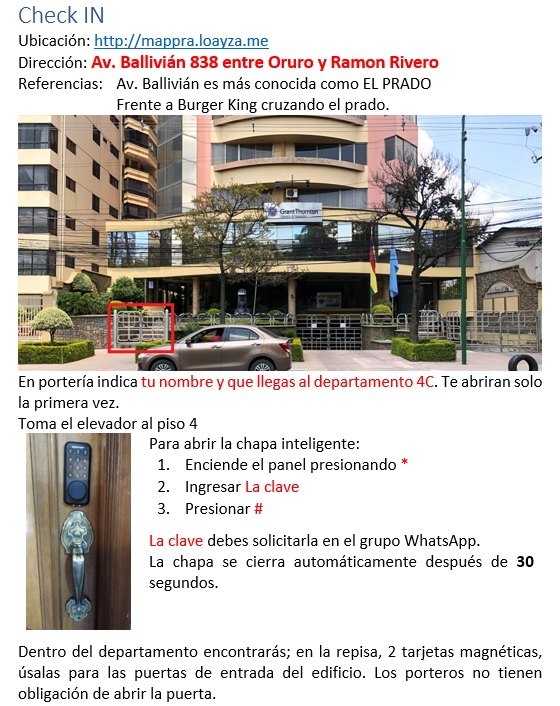 Check IN
Ubicación: http://mappra.loayza.me
Dirección: Av. Ballivián 838 entre Oruro y Ramon Rivero
Referencias: Av. Ballivián es más conocida como EL PRADO
Frente a Burger King cruzando el prado.
Grant Thornton
En portería indica tu nombre y que llegas al departamento 4C. Te abriran solo
la primera vez.
Toma el elevador al piso 4
Para abrir la chapa inteligente:
1. Enciende el panel presionando *
2. Ingresar La clave
3. Presionar #
La clave debes solicitarla en el grupo WhatsApp.
La chapa se cierra automáticamente después de 30
segundos.
Dentro del departamento encontrarás; en la repisa, 2 tarjetas magnéticas,
úsalas para las puertas de entrada del edificio. Los porteros no tienen
obligación de abrir la puerta.